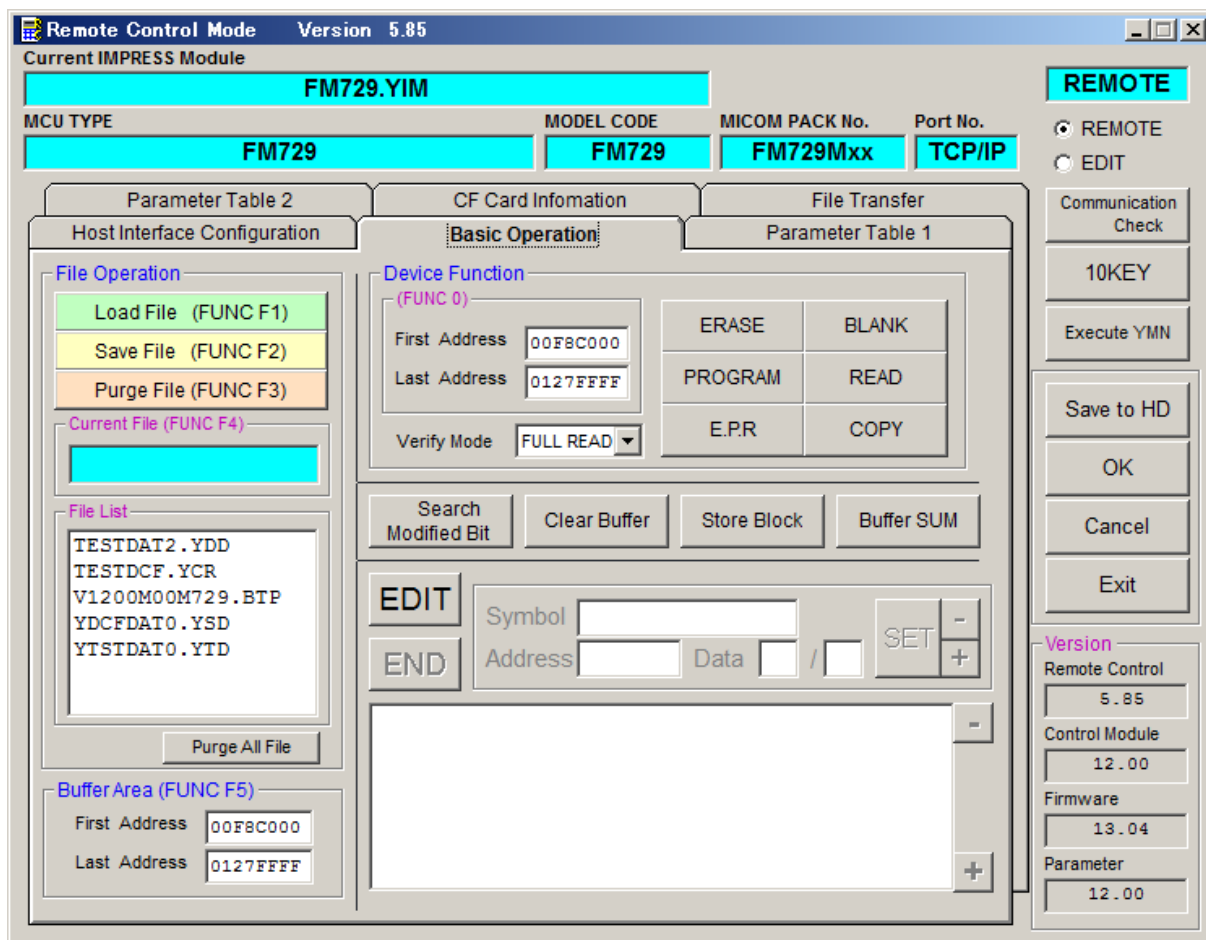 Remote Control Mode Version 5.85
Current IMPRESS Module
FM729.YIM
REMOTE
MCU TYPE MODEL CODE MICOM PACK No. Port No.
FM729 FM729 FM729Mxx TCP/IP
REMOTE
EDIT
Parameter Table 2 CF Card Infomation File Transfer
Host Interface Configuration Basic Operation Parameter Table 1
File Operation
Load File (FUNC F1)
Save File (FUNC F2)
Purge File (FUNC F3)
Current File (FUNC F4)
File List
TESTDAT2.YDD
TESTDCF.YCR
V1200M00M729.BTP
YDCFDAT0.YSD
YTSTDAT0.YTD
Purge All File
Buffer Area (FUNC F5)
First Address 00F8C000
Last Address 0127FFFF
Device Function
(FUNC 0)
First Address 00F8C000
Last Address 0127FFFF
Verify Mode FULL READ
ERASE BLANK
PROGRAM READ
E.P.R COPY
Search
Modified Bit
Clear Buffer
Store Block
Buffer SUM
EDIT
END
Symbol
Address Data /
SET
-
+
-
+
Communication
Check
10KEY
Execute YMN
Save to HD
OK
Cancel
Exit
Version
Remote Control
5.85
Control Module
12.00
Firmware
13.04
Parameter
12.00